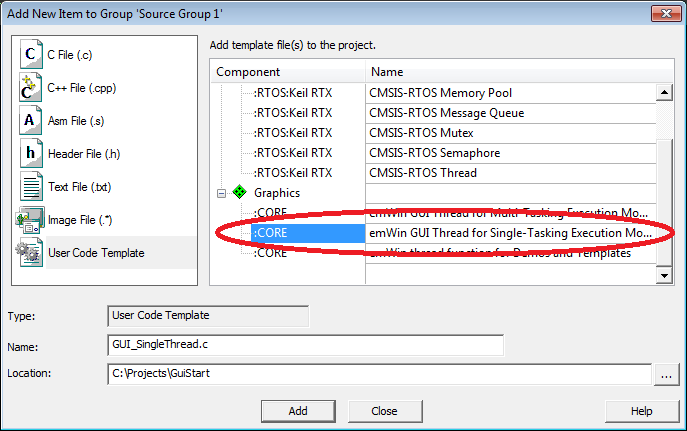 Add New Item to Group 'Source Group 1'
C File (.c)
C++ File (.cpp)
Asm File (.s)
Header File (.h)
Text File (.txt)
Image File (.*)
User Code Template
Add template file(s) to the project.
Component Name
:RTOS:Keil RTX CMSIS-RTOS Memory Pool
:RTOS:Keil RTX CMSIS-RTOS Message Queue
:RTOS:Keil RTX CMSIS-RTOS Mutex
:RTOS:Keil RTX CMSIS-RTOS Semaphore
:RTOS:Keil RTX CMSIS-RTOS Thread
Graphics
:CORE emWin GUI Thread for Multi-Tasking Execution Mo...
:CORE emWin GUI Thread for Single-Tasking Execution Mo...
:CORE emWin thread function for Demos and Templates
Type: User Code Template
Name: GUI_SingleThread.c
Location: C:\Projects\GuiStart ...
Add Close Help